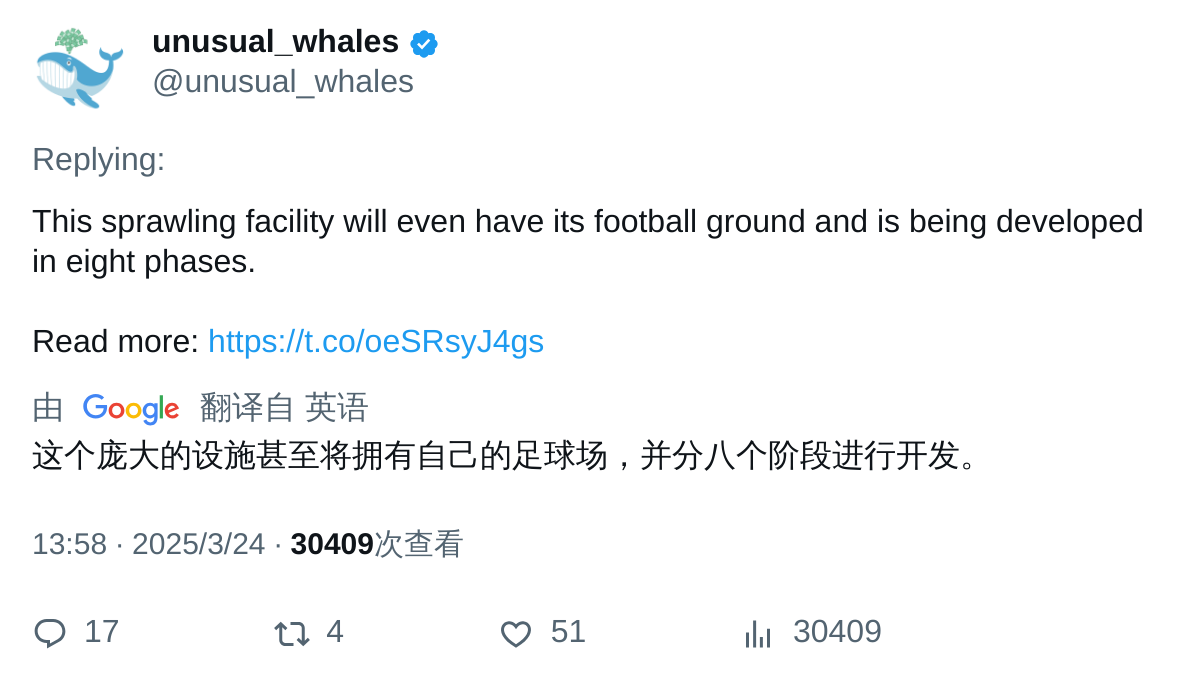 unusual_whales
@unusual_whales
Replying:
This sprawling facility will even have its football ground and is being developed
in eight phases.
Read more: https://t.co/oeSRsyJ4gs
由 Google 翻译自 英语
这个庞大的设施甚至将拥有自己的足球场，并分八个阶段进行开发。
13:58 · 2025/3/24 · 30409次查看
17 4 51 30409